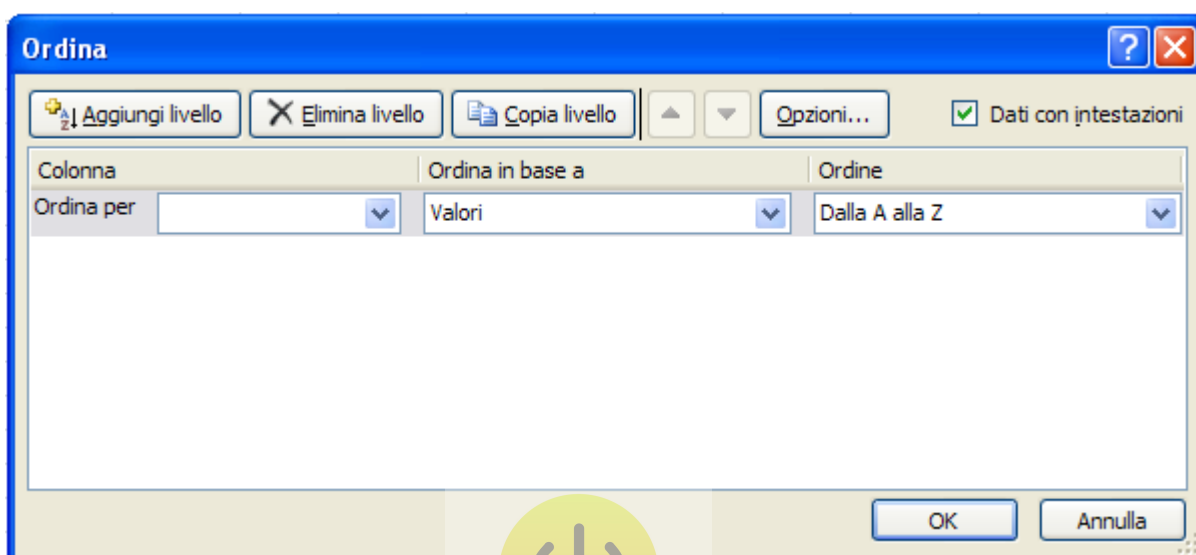 Ordina
Aggiungi livello Elimina livello Copia livello Opzioni... Dati con intestazioni
Colonna Ordina in base a Ordine
Ordina per Valori Dalla A alla Z
OK Annulla